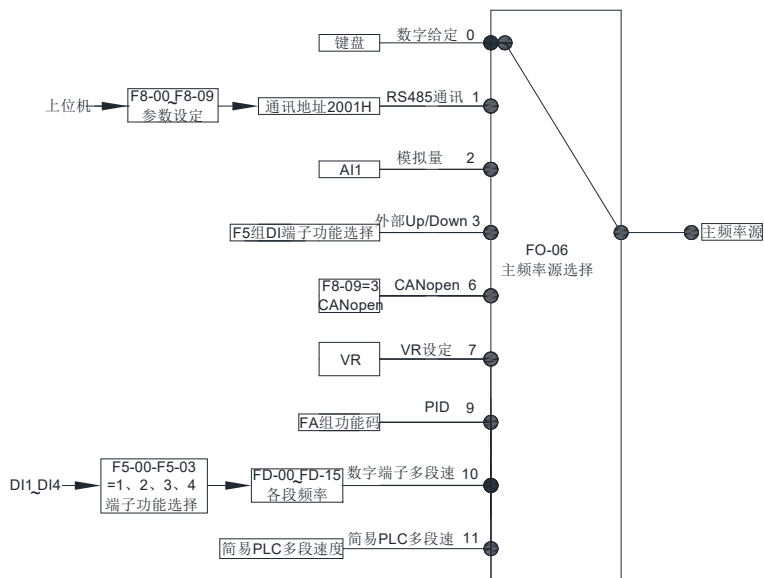 键盘
数字给定 0
上位机
F8-00~F8-09
参数设定
通讯地址2001H
RS485通讯 1
AI1
模拟量 2
F5组DI端子功能选择
外部Up/Down 3
FO-06
主频率源选择
主频率源
F8-09=3
CANopen
CANopen 6
VR
VR设定 7
FA组功能码
PID 9
DI1~DI4
F5-00-F5-03
=1、2、3、4
端子功能选择
FD-00~FD-15
各段频率
数字端子多段速 10
简易PLC多段速度
简易PLC多段速 11